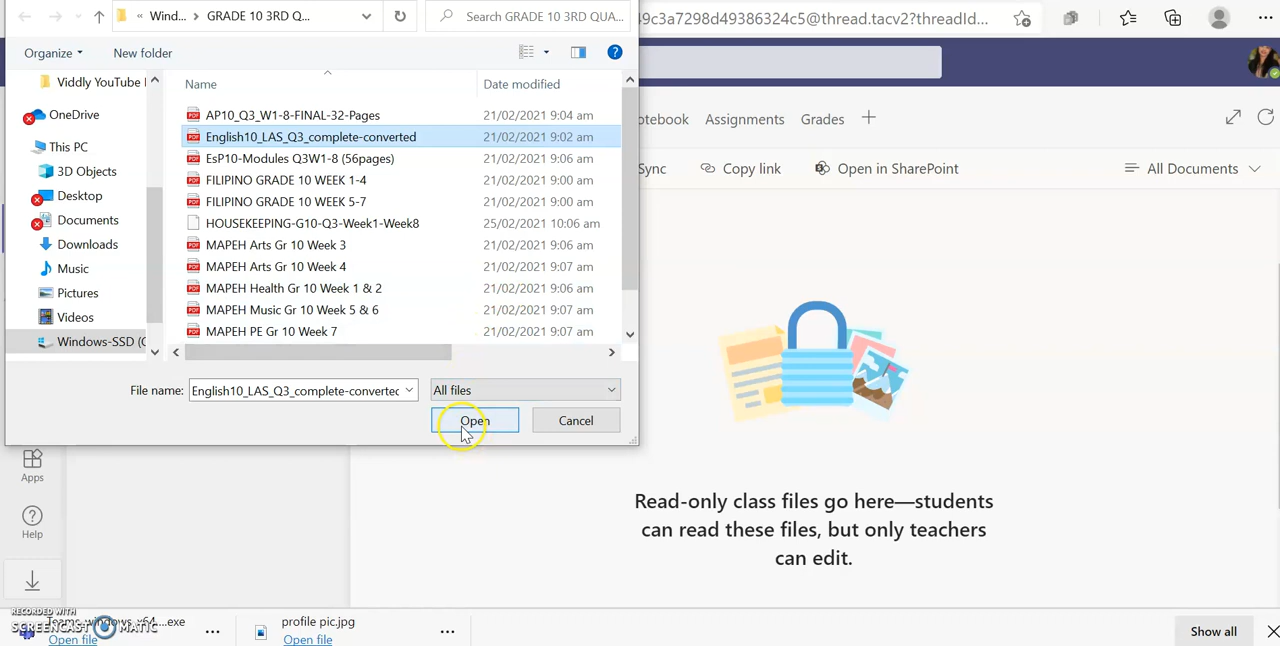 « Wind... › GRADE 10 3RD Q...
Search GRADE 10 3RD QUA...
49c3a7298d49386324c5@thread.tacv2?threadId...
Organize
New folder
Viddly YouTube
OneDrive
This PC
3D Objects
Desktop
Documents
Downloads
Music
Pictures
Videos
Windows-SSD (
Name
Date modified
AP10_Q3_W1-8-FINAL-32-Pages 21/02/2021 9:04 am
English10_LAS_Q3_complete-converted 21/02/2021 9:02 am
EsP10-Modules Q3W1-8 (56pages) 21/02/2021 9:06 am
FILIPINO GRADE 10 WEEK 1-4 21/02/2021 9:00 am
FILIPINO GRADE 10 WEEK 5-7 21/02/2021 9:00 am
HOUSEKEEPING-G10-Q3-Week1-Week8 25/02/2021 10:06 am
MAPEH Arts Gr 10 Week 3 21/02/2021 9:06 am
MAPEH Arts Gr 10 Week 4 21/02/2021 9:07 am
MAPEH Health Gr 10 Week 1 & 2 21/02/2021 9:06 am
MAPEH Music Gr 10 Week 5 & 6 21/02/2021 9:07 am
MAPEH PE Gr 10 Week 7 21/02/2021 9:07 am
File name: English10_LAS_Q3_complete-converted
All files
Open
Cancel
otebook Assignments Grades
Sync Copy link Open in SharePoint All Documents
Read-only class files go here—students
can read these files, but only teachers
can edit.
Apps
Help
RECORDED WITH
SCREENCAST MATIC
Teams_windows_x64....exe
Open file
profile pic.jpg
Open file
Show all